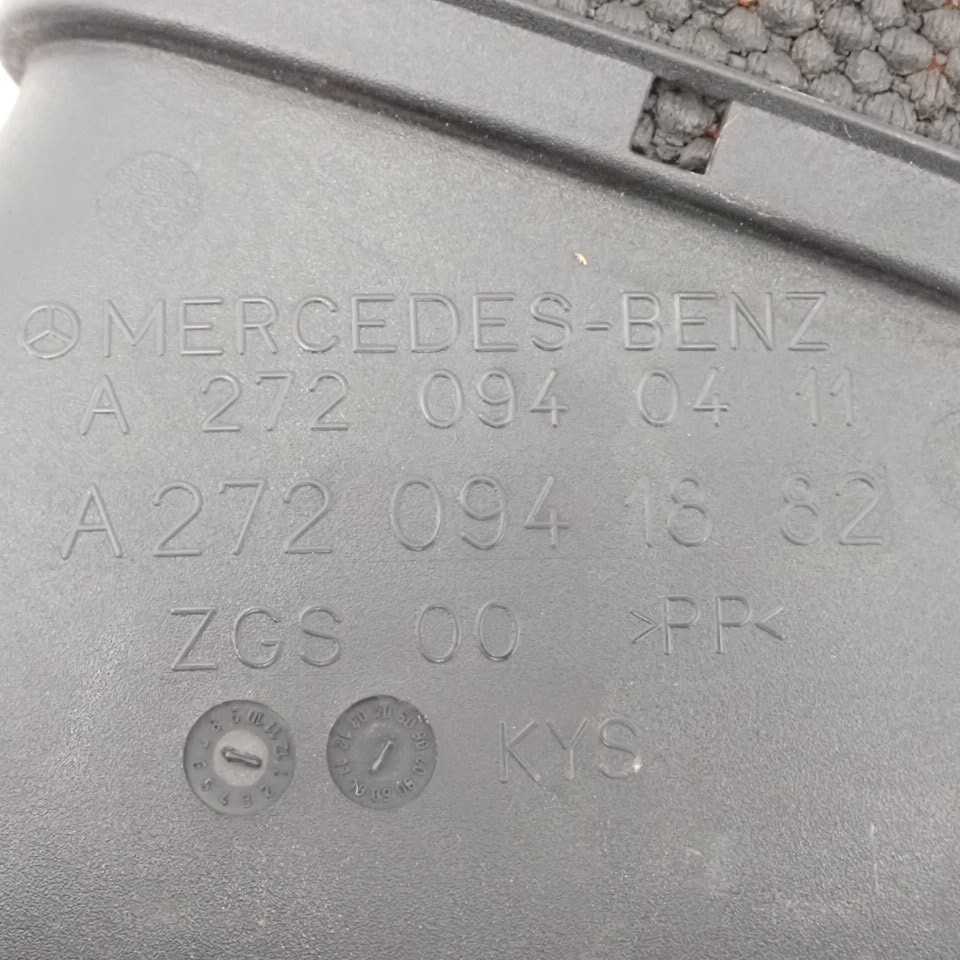 MERCEDES-BENZ
A 272 094 04 11
A 272 094 18 82
ZGS 00 >PP<
KYS